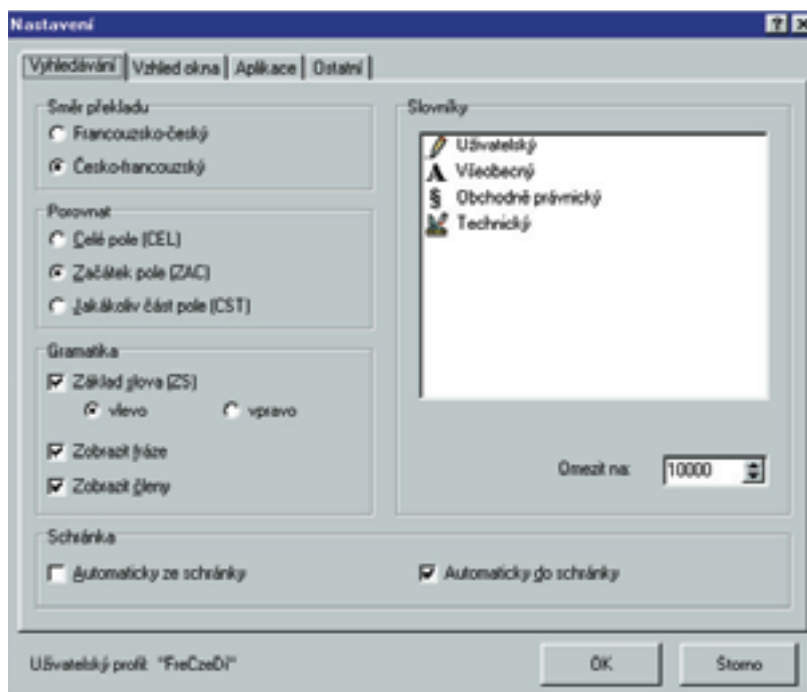 Nastavení
Vyhledávání Vzhled okna Aplikace Ostatní
Směr překladu
Francouzsko-český
Česko-francouzský
Porovnat
Celé pole (CEL)
Začátek pole (ZAC)
Jakákoliv část pole (CST)
Gramatika
Základ slova (ZS)
vlevo vpravo
Zobrazit fráze
Zobrazit členy
Slovníky
Uživatelský
Všeobecný
Obchodně právnický
Technický
Omezit na: 10000
Schránka
Automaticky ze schránky Automaticky do schránky
Uživatelský profil: "FreCzeDi"
OK Storno